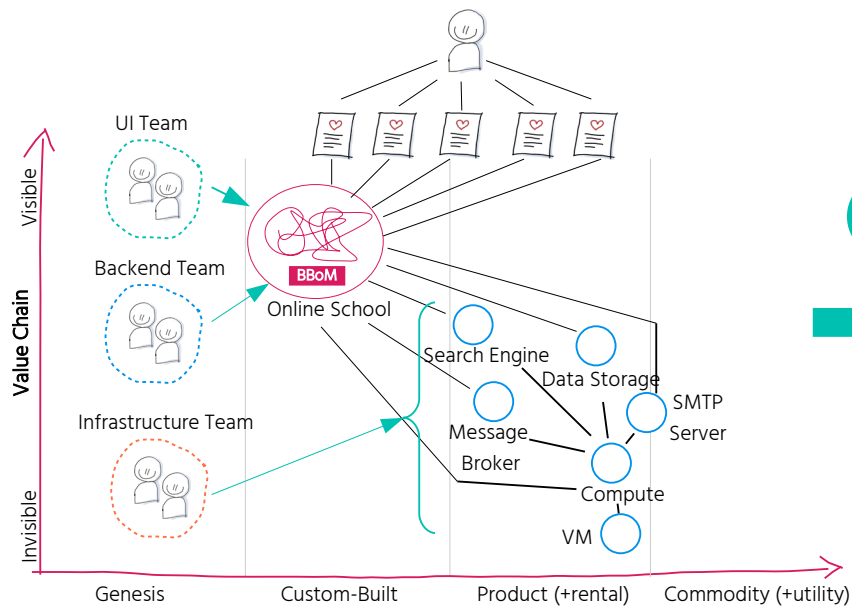 UI Team
Visible
BBoM
Backend Team
Online School
Value Chain
Search Engine
Data Storage
SMTP
Server
Infrastructure Team
Message
Broker
Compute
Invisible
VM
Genesis
Custom-Built
Product (+rental)
Commodity (+utility)